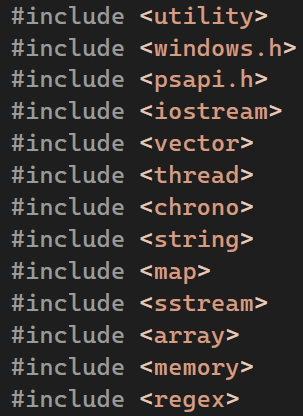 #include <utility>
#include <windows.h>
#include <psapi.h>
#include <iostream>
#include <vector>
#include <thread>
#include <chrono>
#include <string>
#include <map>
#include <sstream>
#include <array>
#include <memory>
#include <regex>